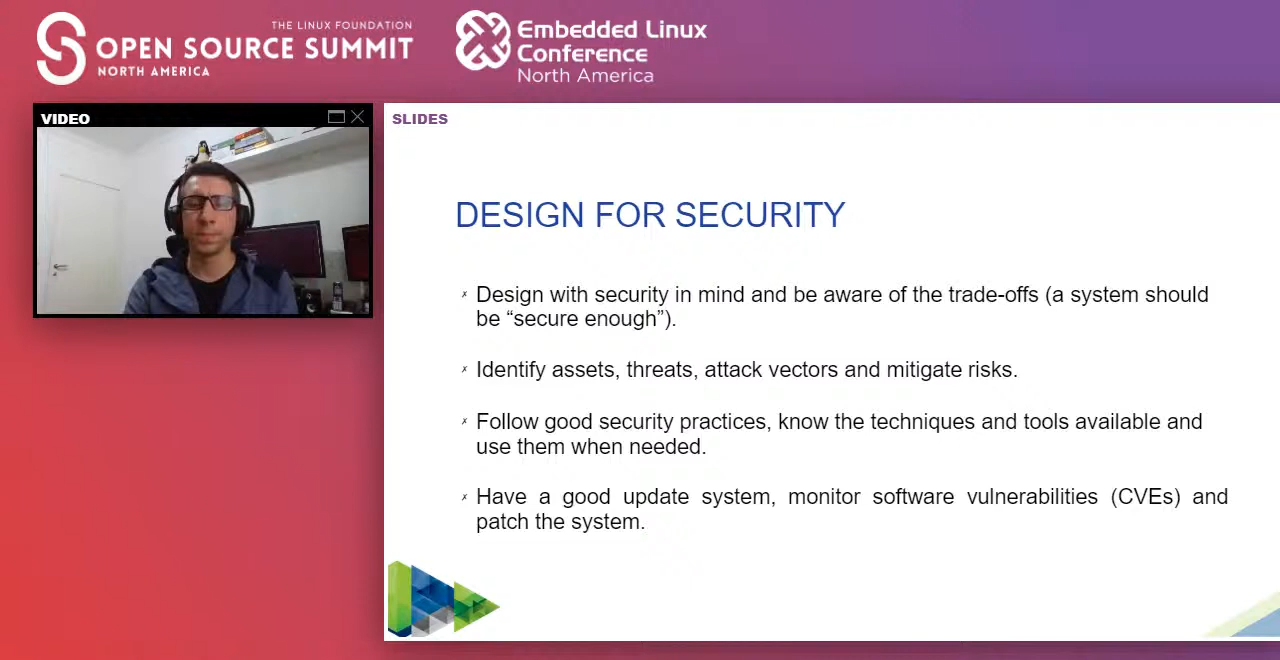 THE LINUX FOUNDATION
OPEN SOURCE SUMMIT
NORTH AMERICA
Embedded Linux
Conference
North America
VIDEO
SLIDES
DESIGN FOR SECURITY
✗ Design with security in mind and be aware of the trade-offs (a system should
be “secure enough”).
✗ Identify assets, threats, attack vectors and mitigate risks.
✗ Follow good security practices, know the techniques and tools available and
use them when needed.
✗ Have a good update system, monitor software vulnerabilities (CVEs) and
patch the system.